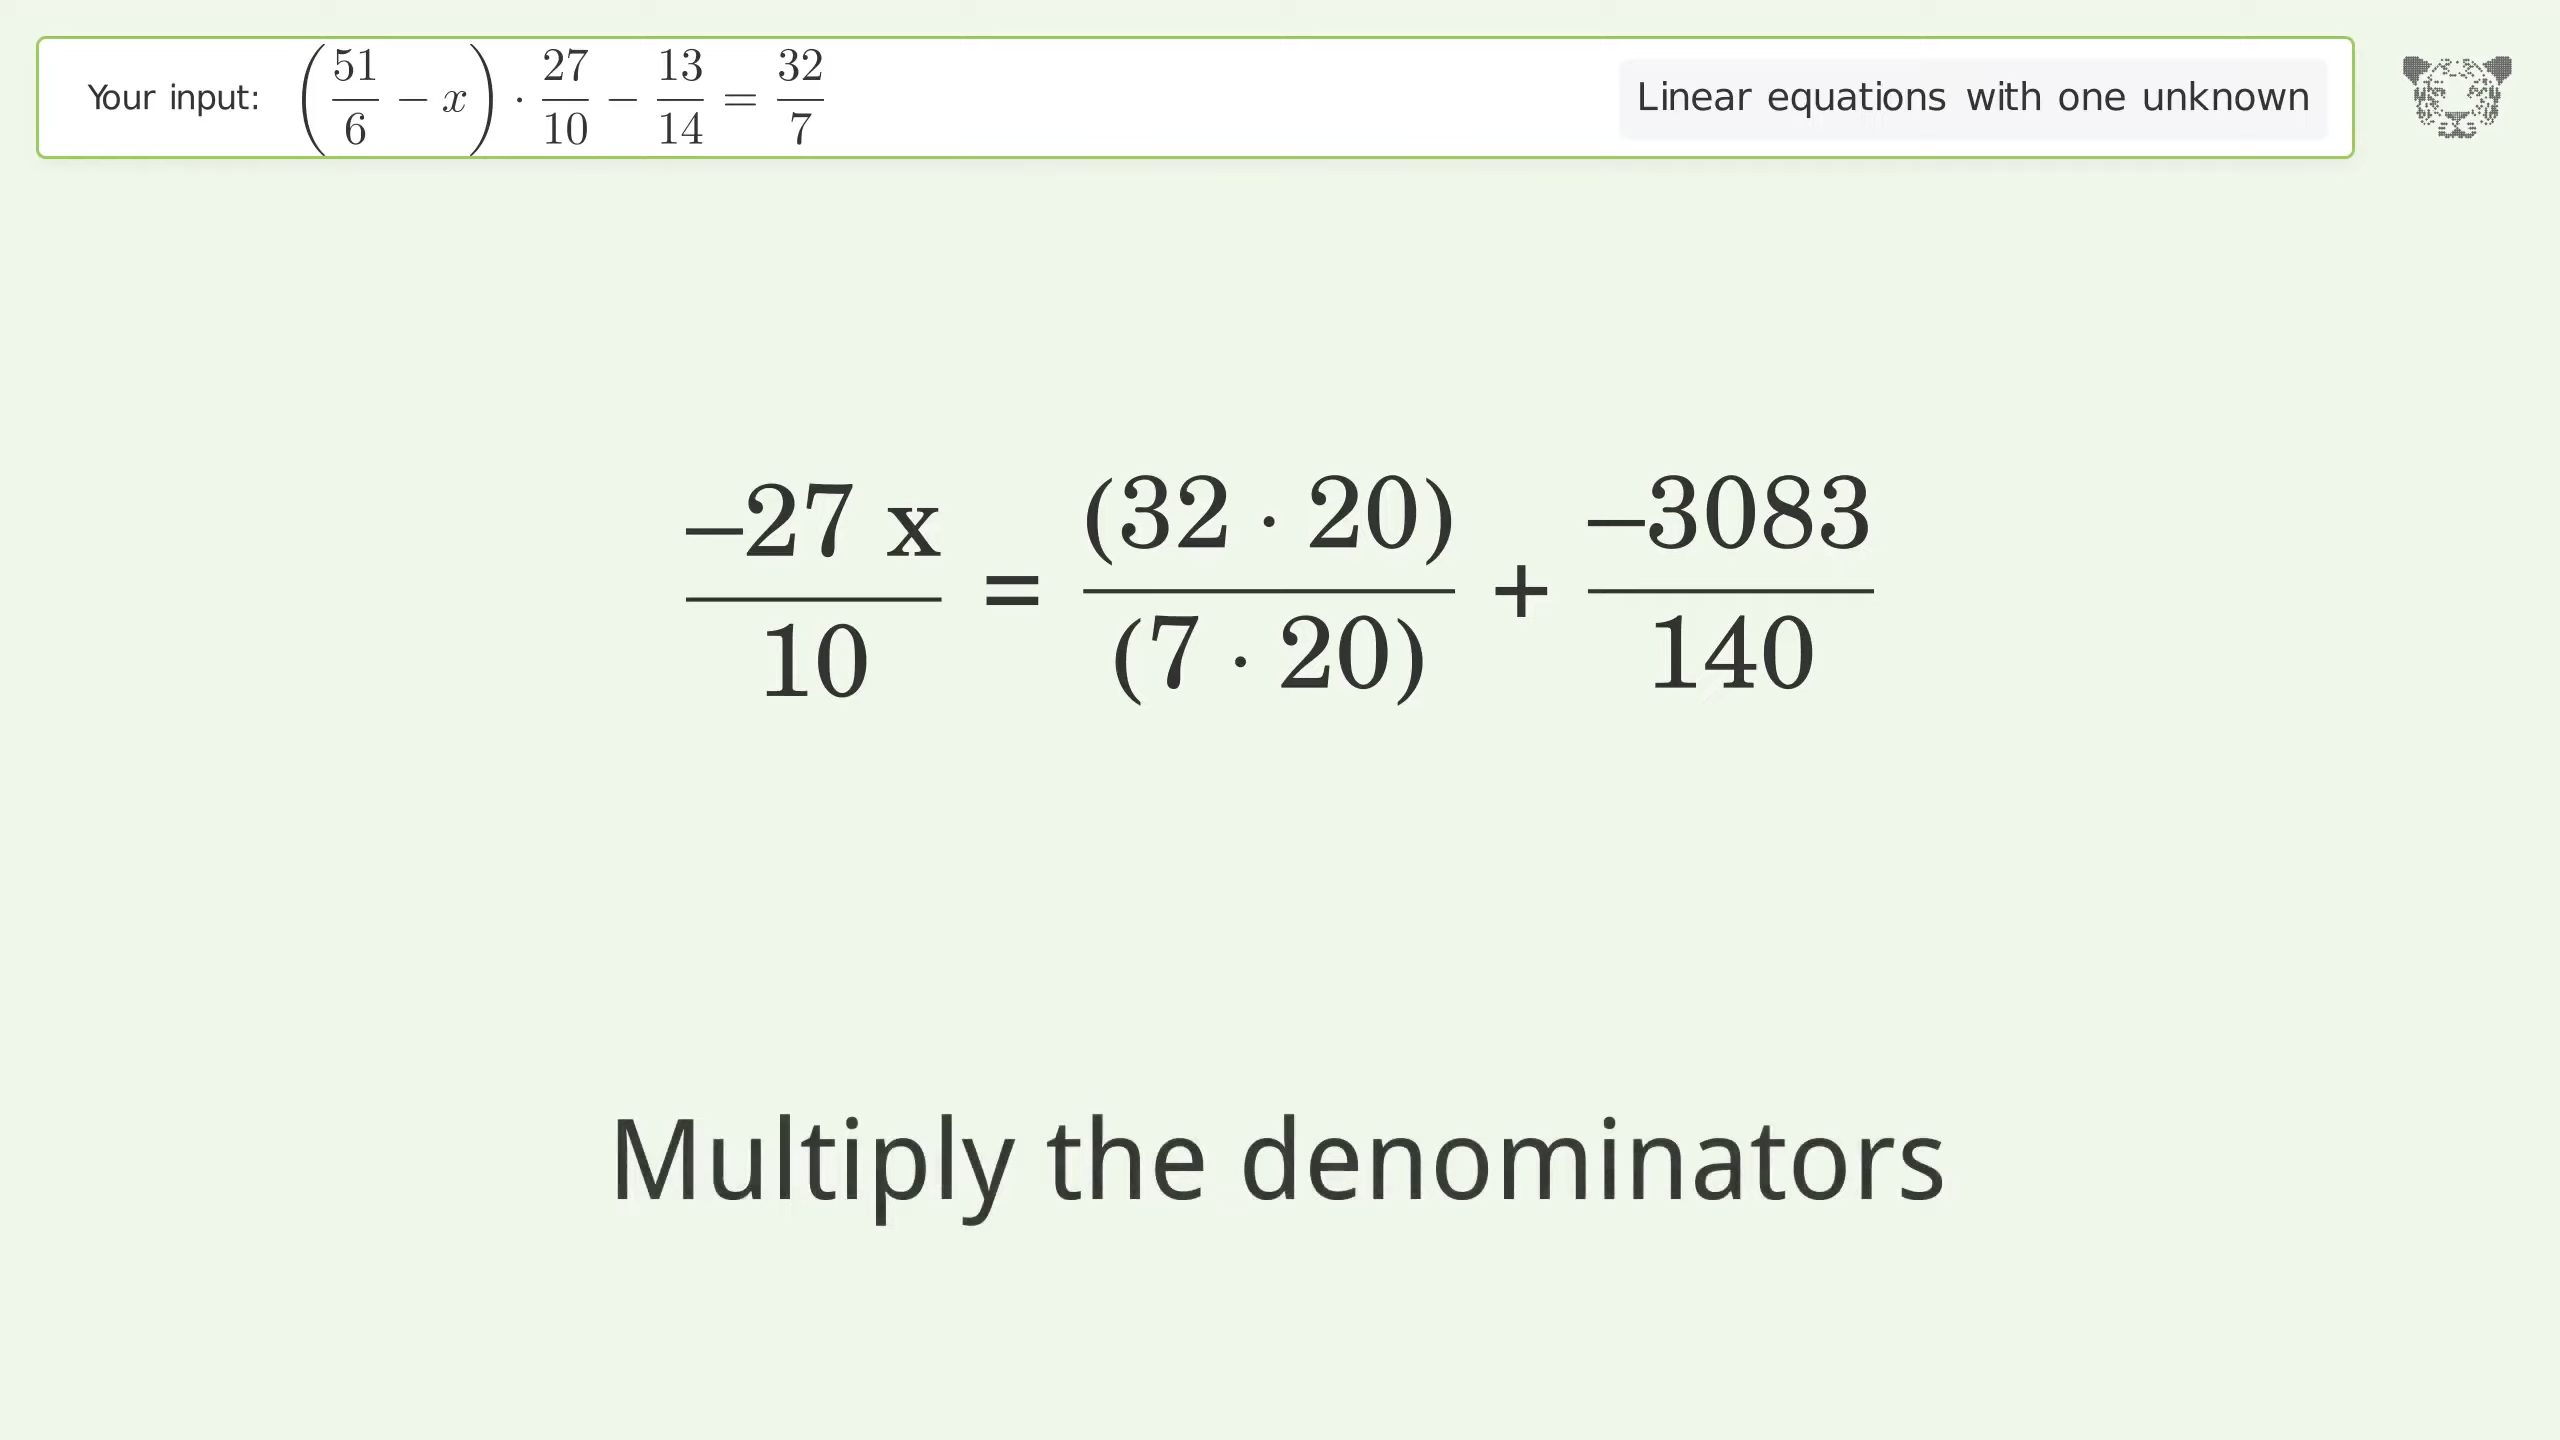 Your input: (51/6 − x) · 27/10 − 13/14 = 32/7
Linear equations with one unknown
−27 x/10 = (32 · 20)/(7 · 20) + −3083/140
Multiply the denominators